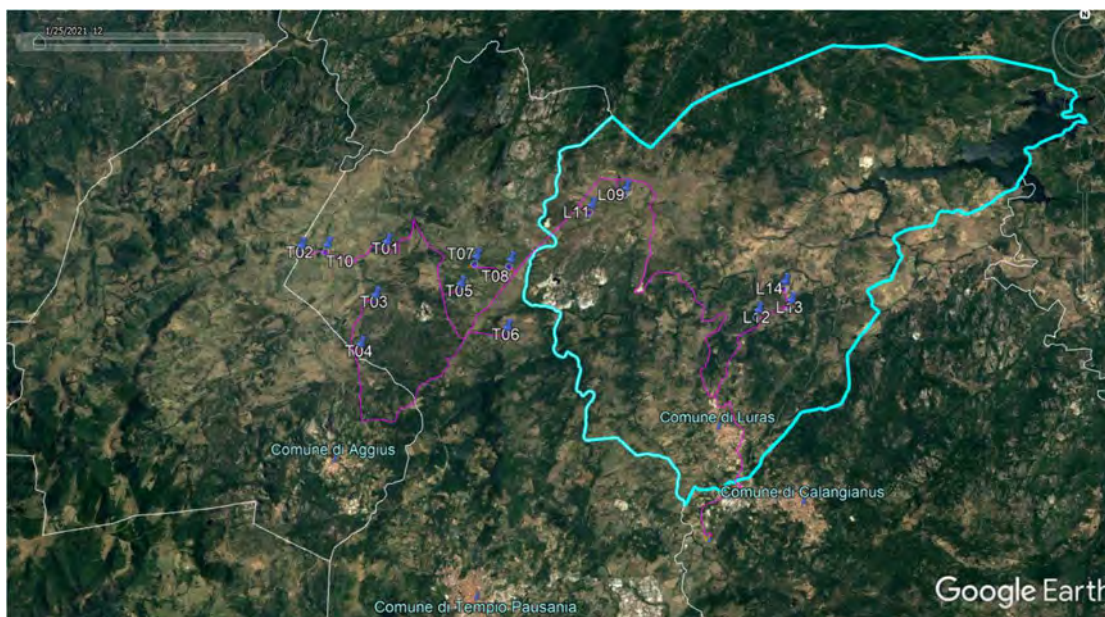 1/25/2021 12
N
L09
L11
T02
T10
T01
T07
T08
T05
T03
L14
L13
L12
T06
T04
Comune di Luras
Comune di Aggius
Comune di Calangianus
Google Earth
Comune di Tempio Pausania